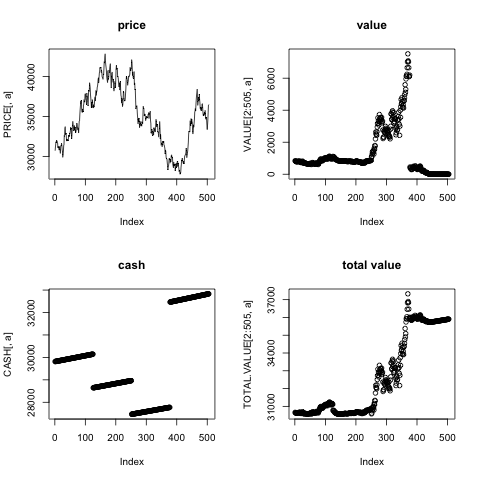 price
PRICE[, a]
30000 35000 40000
0 100 200 300 400 500
Index
value
VALUE[2:505, a]
0 2000 4000 6000
0 100 200 300 400 500
Index
cash
CASH[, a]
28000 30000 32000
0 100 200 300 400 500
Index
total value
TOTAL.VALUE[2:505, a]
31000 34000 37000
0 100 200 300 400 500
Index